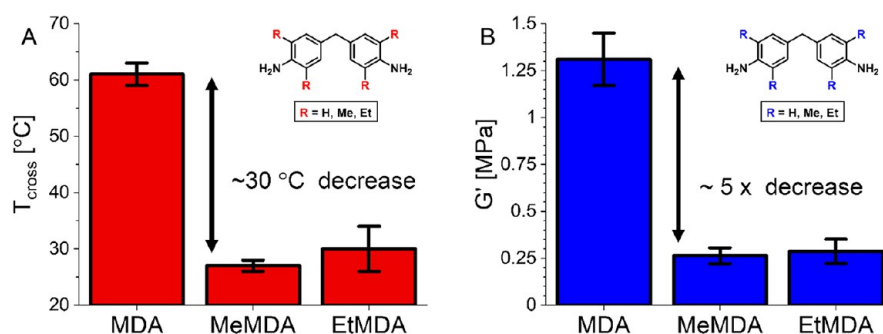 A
70
60
50
40
30
20
T_cross [°C]
R
R
H₂N
NH₂
R
R
R = H, Me, Et
~30 °C decrease
MDA
MeMDA
EtMDA
B
1.5
1.25
1
0.75
0.5
0.25
0
G' [MPa]
R
R
H₂N
NH₂
R
R
R = H, Me, Et
~ 5 x decrease
MDA
MeMDA
EtMDA